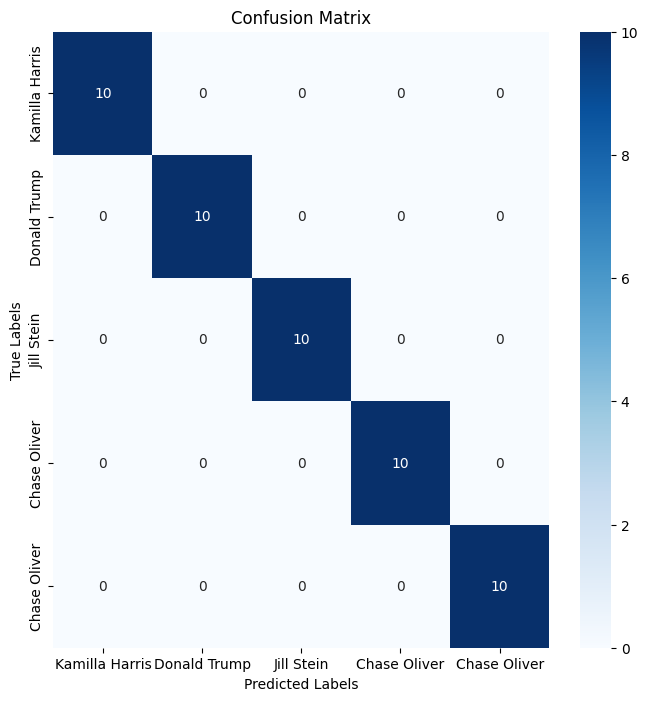 Confusion Matrix
Kamilla Harris
10 0 0 0 0
Donald Trump
0 10 0 0 0
Jill Stein
0 0 10 0 0
Chase Oliver
0 0 0 10 0
Chase Oliver
0 0 0 0 10
True Labels
Kamilla Harris Donald Trump Jill Stein Chase Oliver Chase Oliver
Predicted Labels
10
8
6
4
2
0